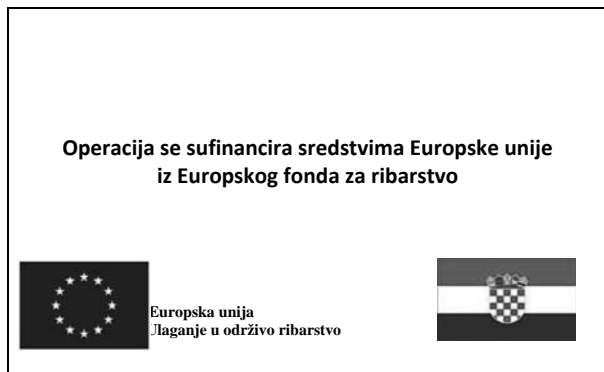 Operacija se sufinancira sredstvima Europske unije
iz Europskog fonda za ribarstvo
Europska unija
Ulaganje u održivo ribarstvo